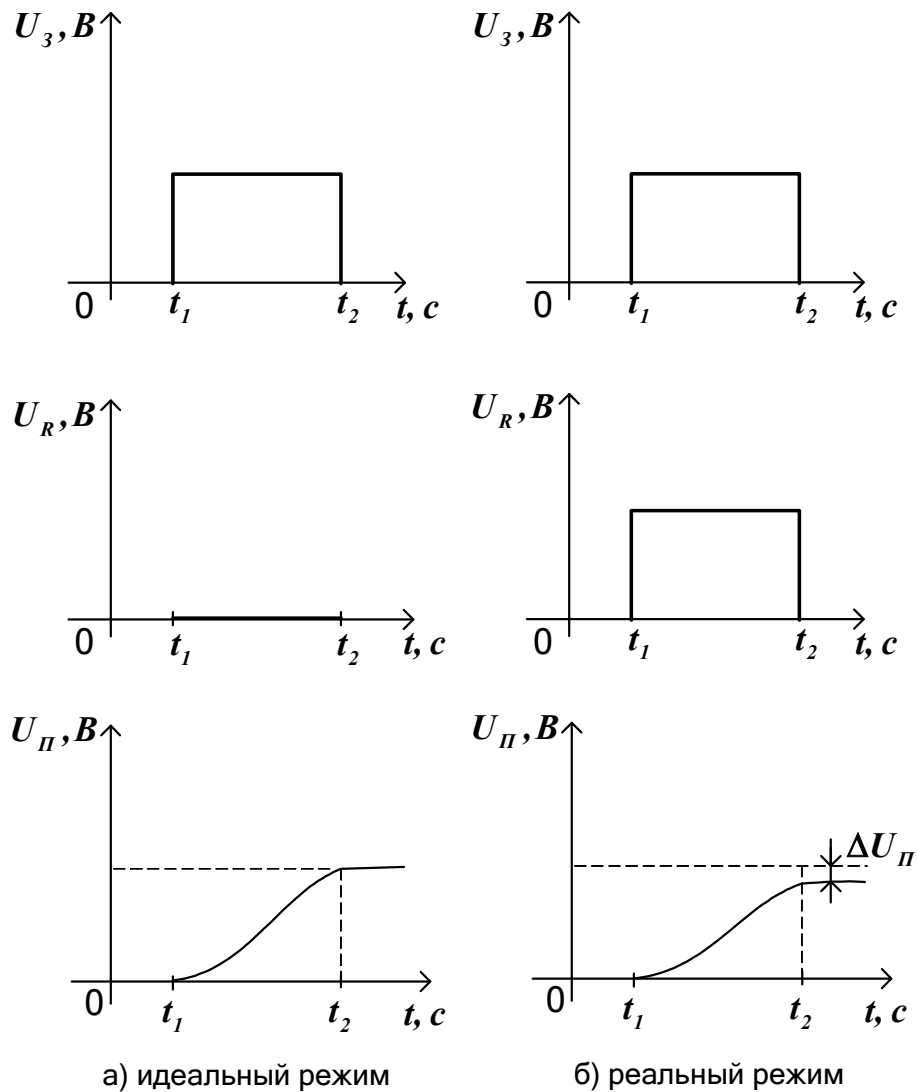 U_З, В U_З, В
0 t_1 t_2 t, с 0 t_1 t_2 t, с
U_R, В U_R, В
0 t_1 t_2 t, с 0 t_1 t_2 t, с
U_П, В U_П, В
ΔU_П
0 t_1 t_2 t, с 0 t_1 t_2 t, с
а) идеальный режим б) реальный режим